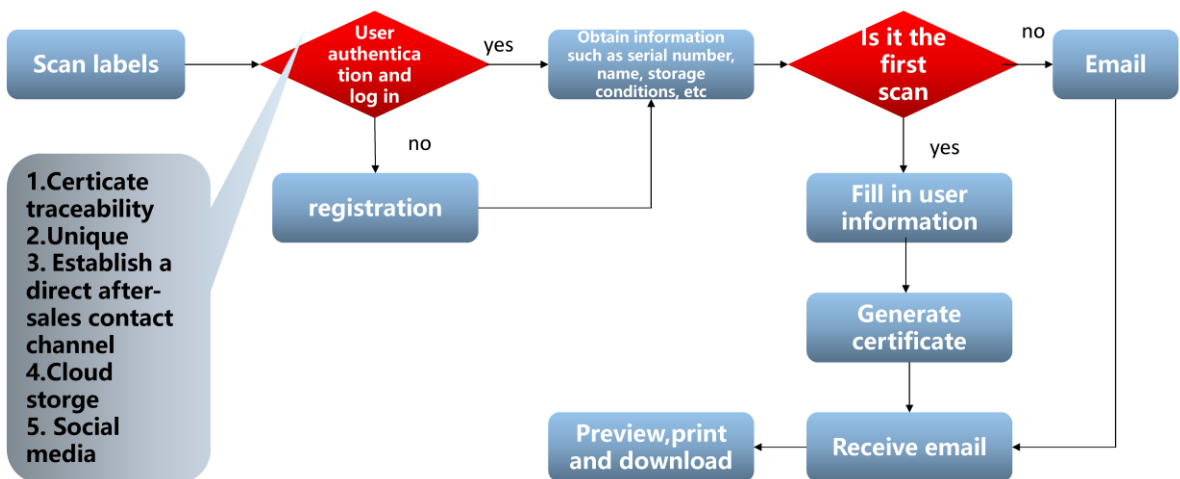 Scan labels
User
authentica
tion and
log in
yes
Obtain information
such as serial number,
name, storage
conditions, etc
Is it the
first
scan
no
Email
no
yes
registration
Fill in user
information
1.Certicate
traceability
2.Unique
3. Establish a
direct after-
sales contact
channel
4.Cloud
storge
5. Social
media
Generate
certificate
Preview,print
and download
Receive email